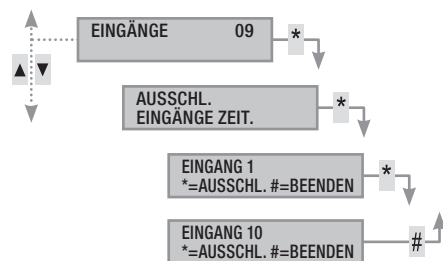 EINGÄNGE 09
*
▲ ▼
AUSSCHL.
EINGÄNGE ZEIT.
*
EINGANG 1
*=AUSSCHL. #=BEENDEN
*
EINGANG 10
*=AUSSCHL. #=BEENDEN
#